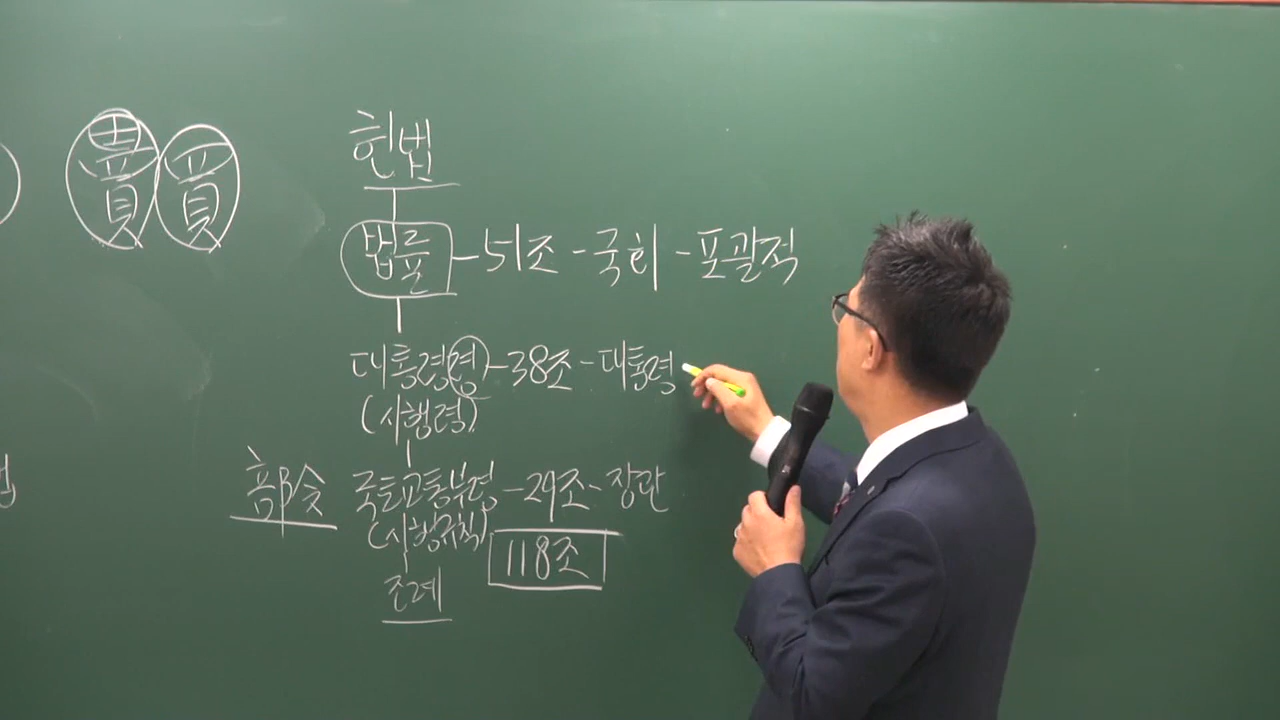 賣買
헌법
법률-51조-국회-포괄적
대통령령-38조-대통령
(시행령)
部令 국토교통부령-29조-장관
(시행규칙) 118조
조례